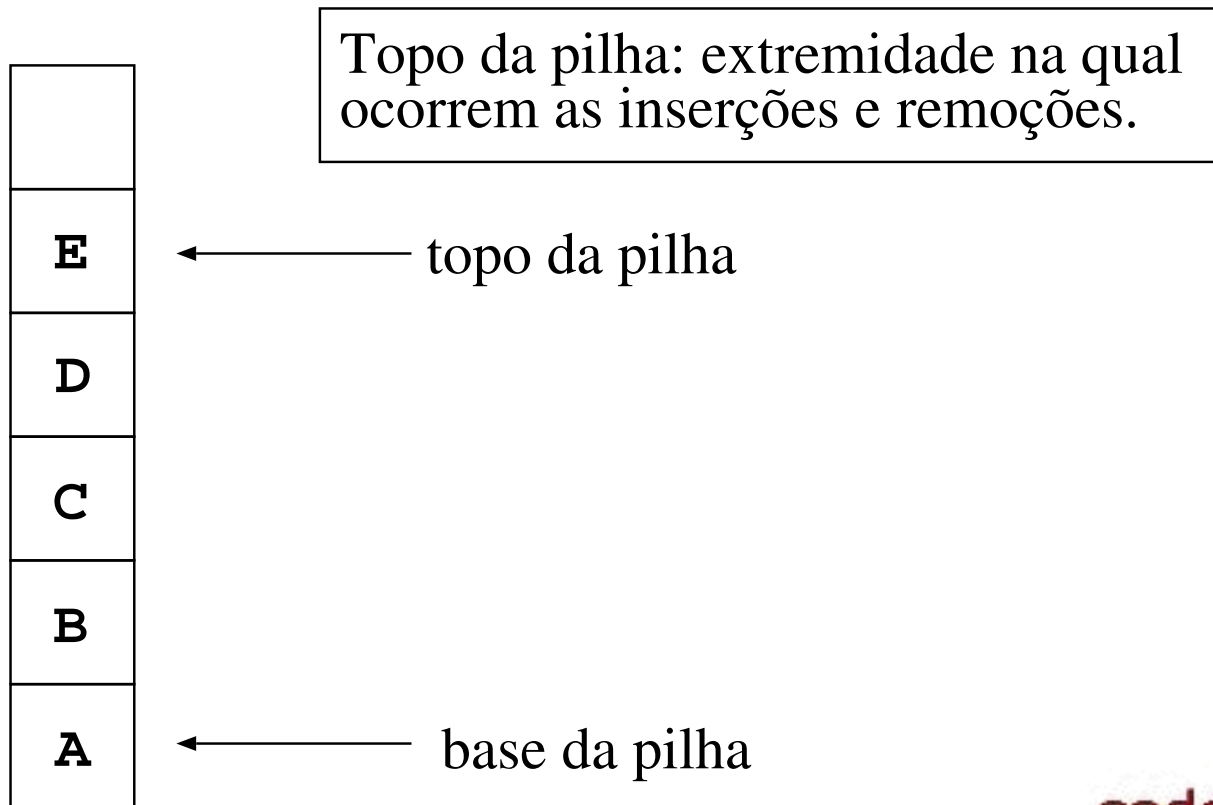 Topo da pilha: extremidade na qual
ocorrem as inserções e remoções.
E
topo da pilha
D
C
B
A
base da pilha